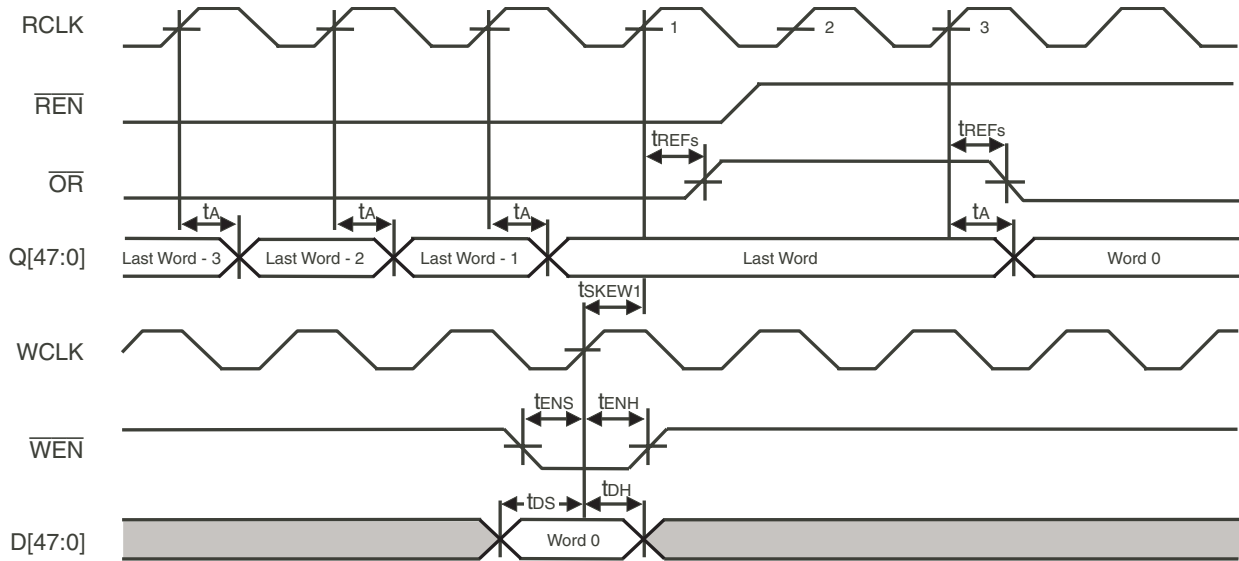 RCLK 1 2 3
REN
tREFs tREFs
OR
tA tA tA tA
Q[47:0] Last Word - 3 Last Word - 2 Last Word - 1 Last Word Word 0
tSKEW1
WCLK
tENS tENH
WEN
tDS tDH
D[47:0] Word 0